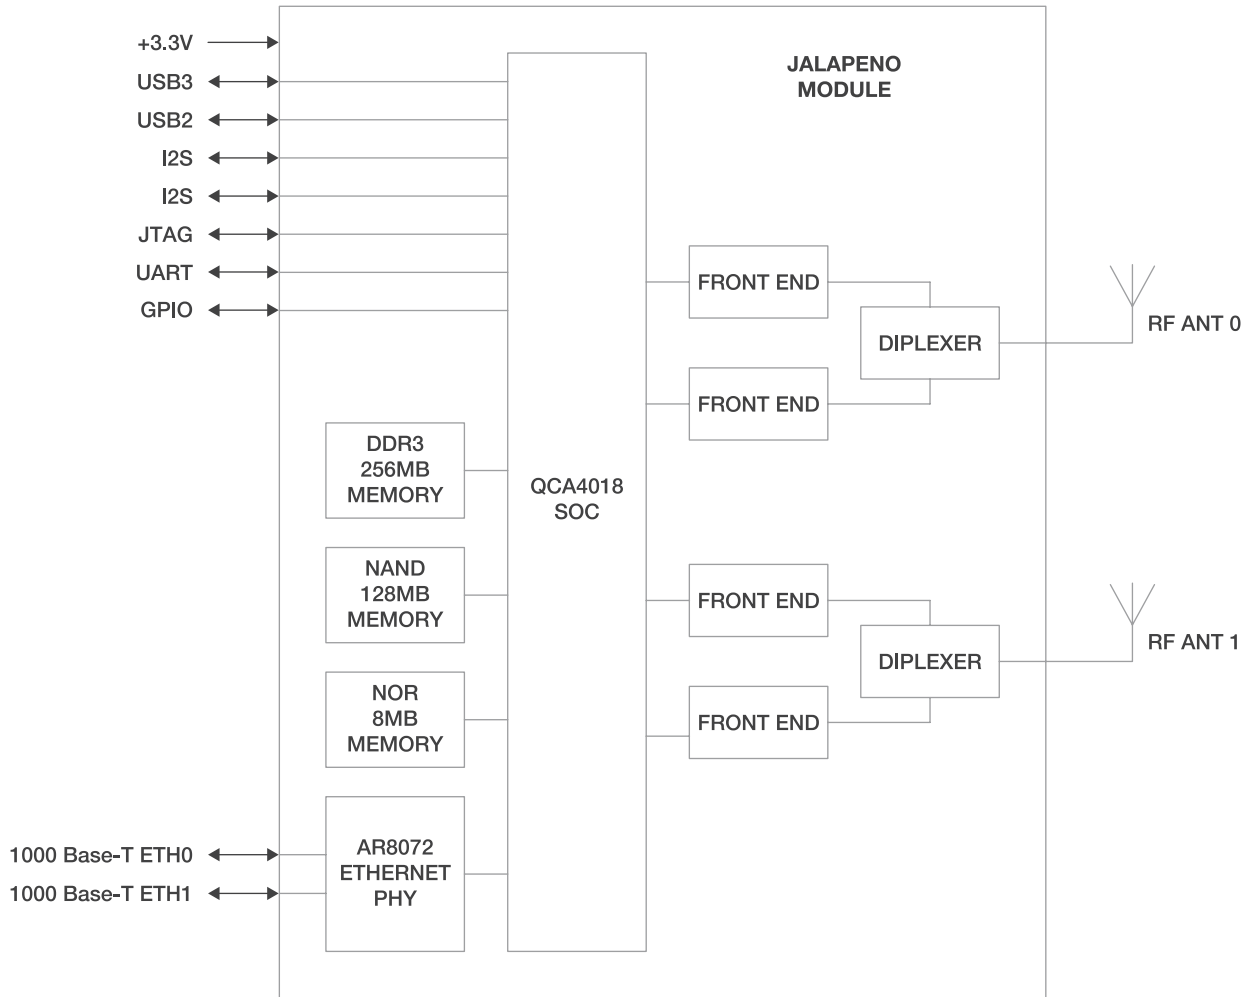 +3.3V
USB3
USB2
I2S
I2S
JTAG
UART
GPIO
JALAPENO
MODULE
FRONT END
DIPLEXER
RF ANT 0
FRONT END
DDR3
256MB
MEMORY
QCA4018
SOC
NAND
128MB
MEMORY
FRONT END
DIPLEXER
RF ANT 1
FRONT END
NOR
8MB
MEMORY
1000 Base-T ETH0
1000 Base-T ETH1
AR8072
ETHERNET
PHY